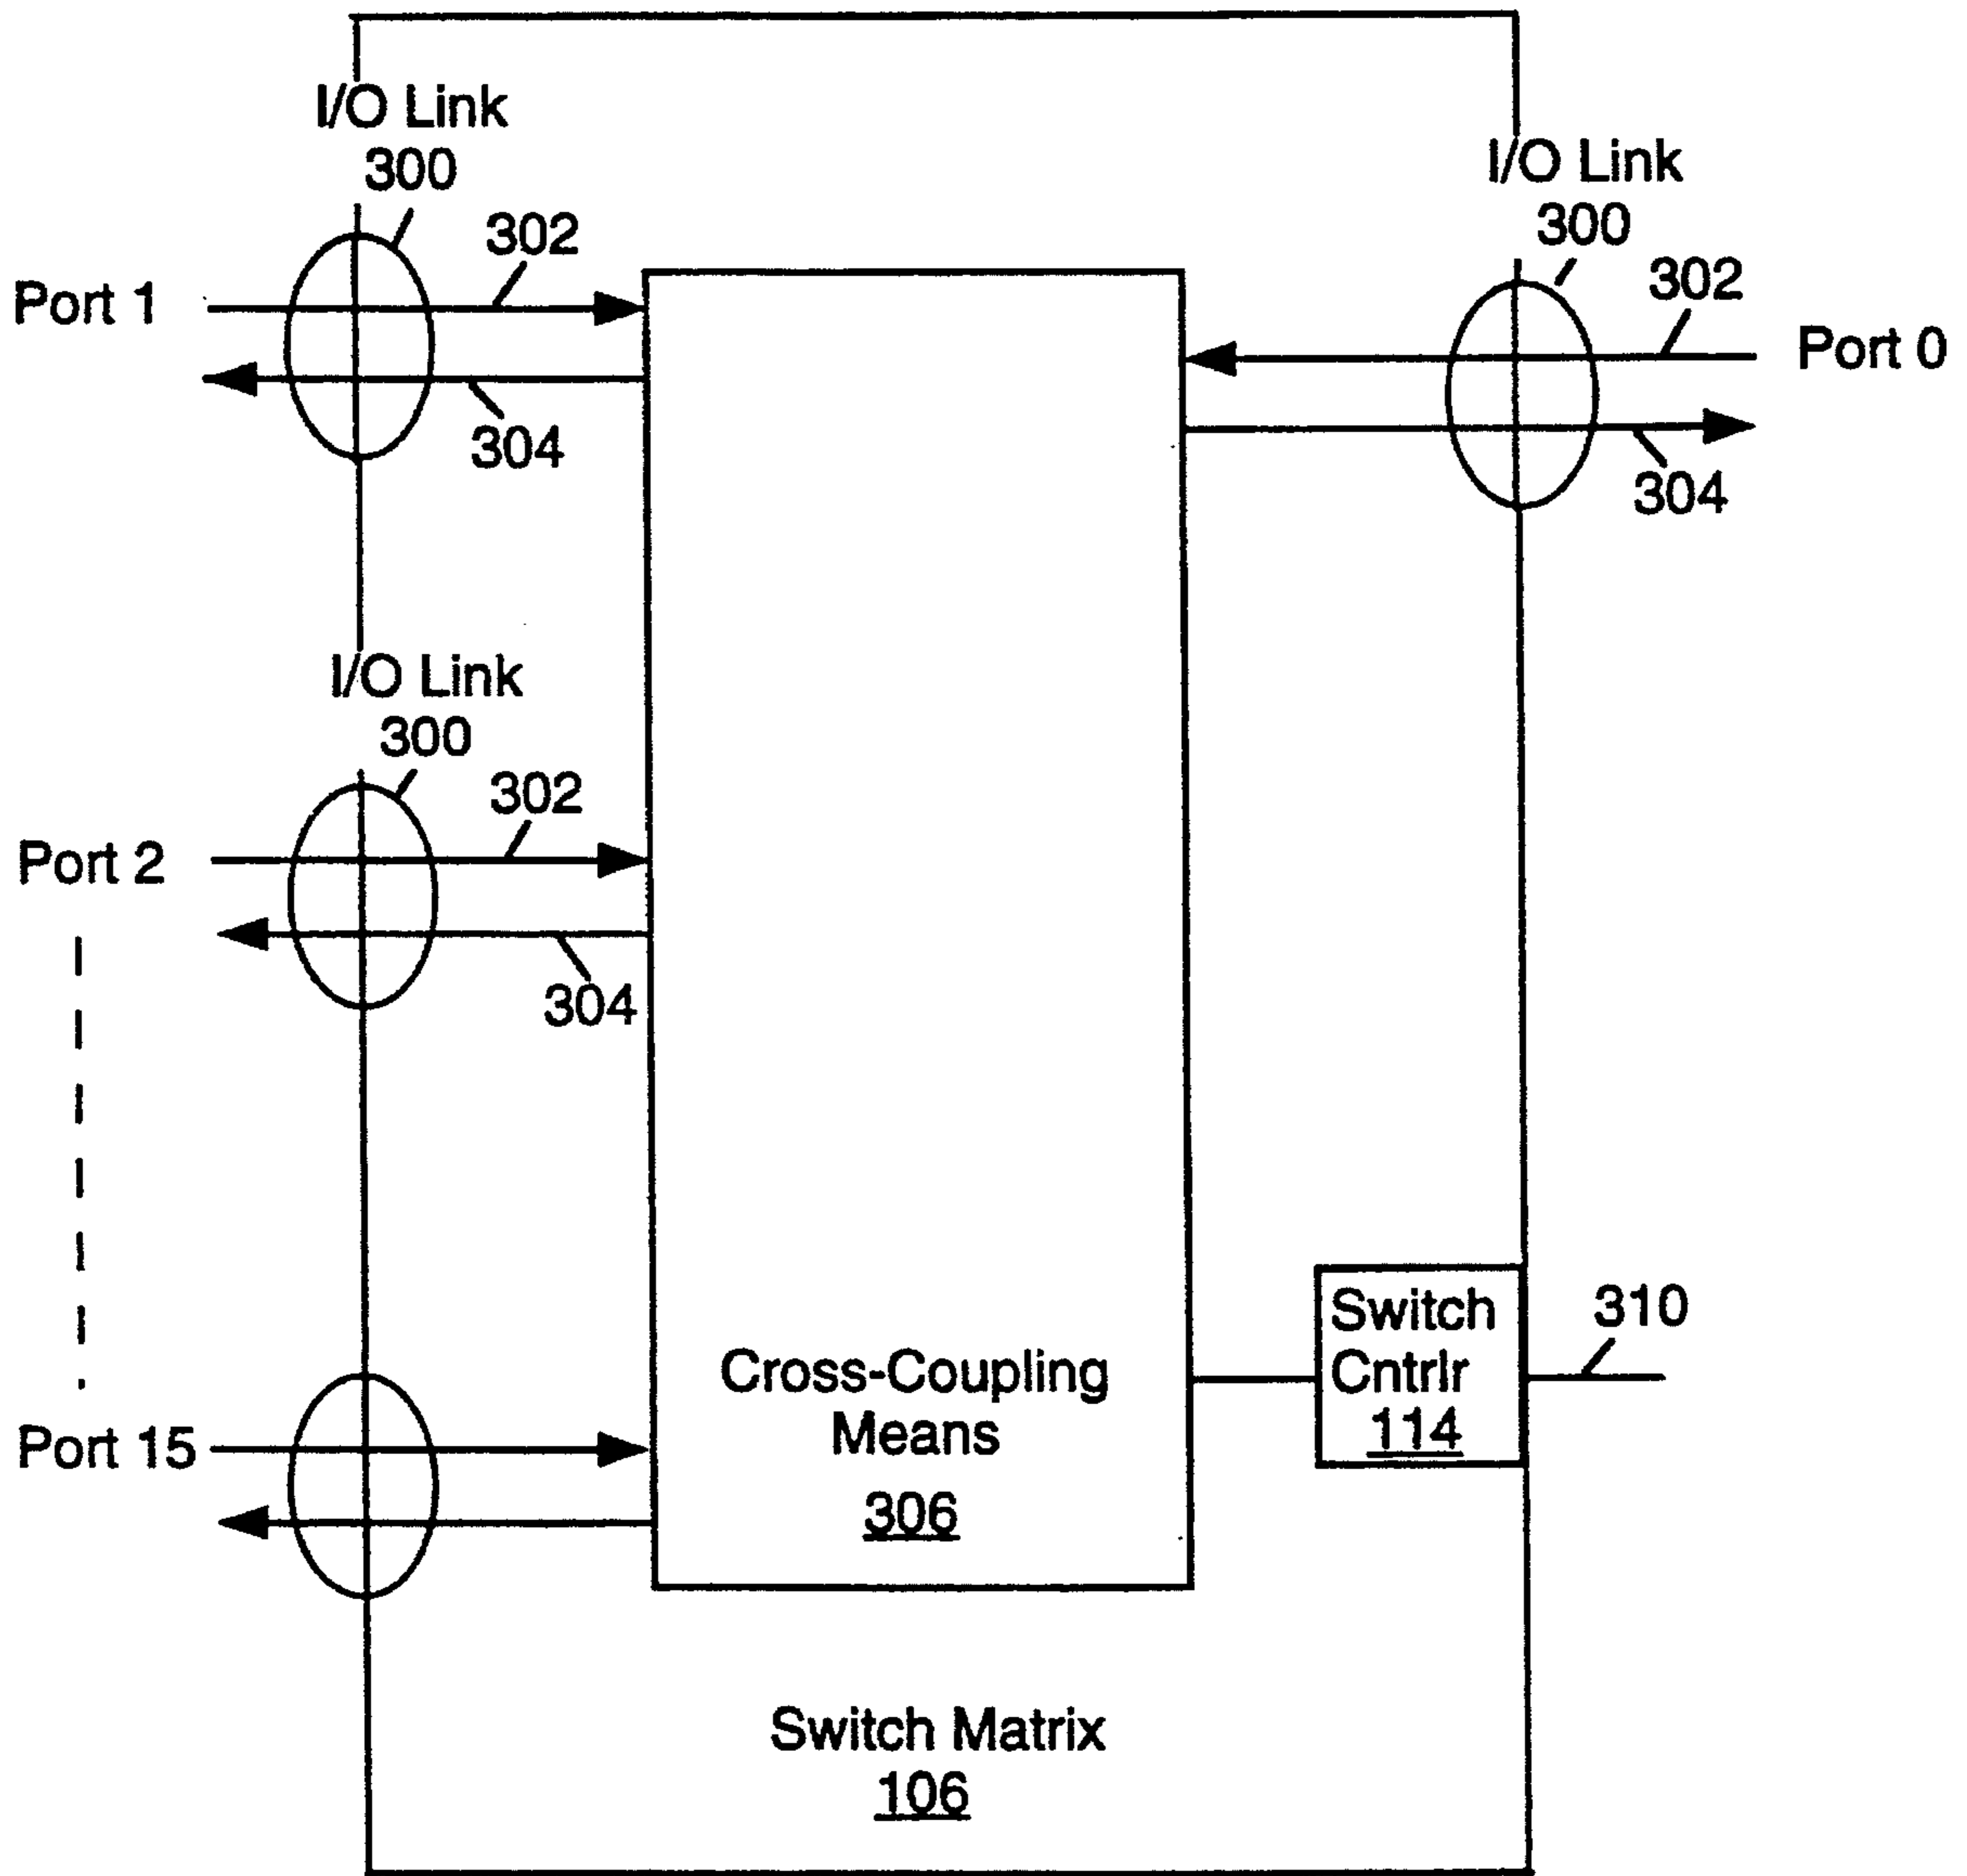 I/O Link
300
I/O Link
300
302
302
Port 1
Port 0
304
304
I/O Link
300
302
Port 2
304
Switch
Cntrlr
114
310
Cross-Coupling
Means
306
Port 15
Switch Matrix
106